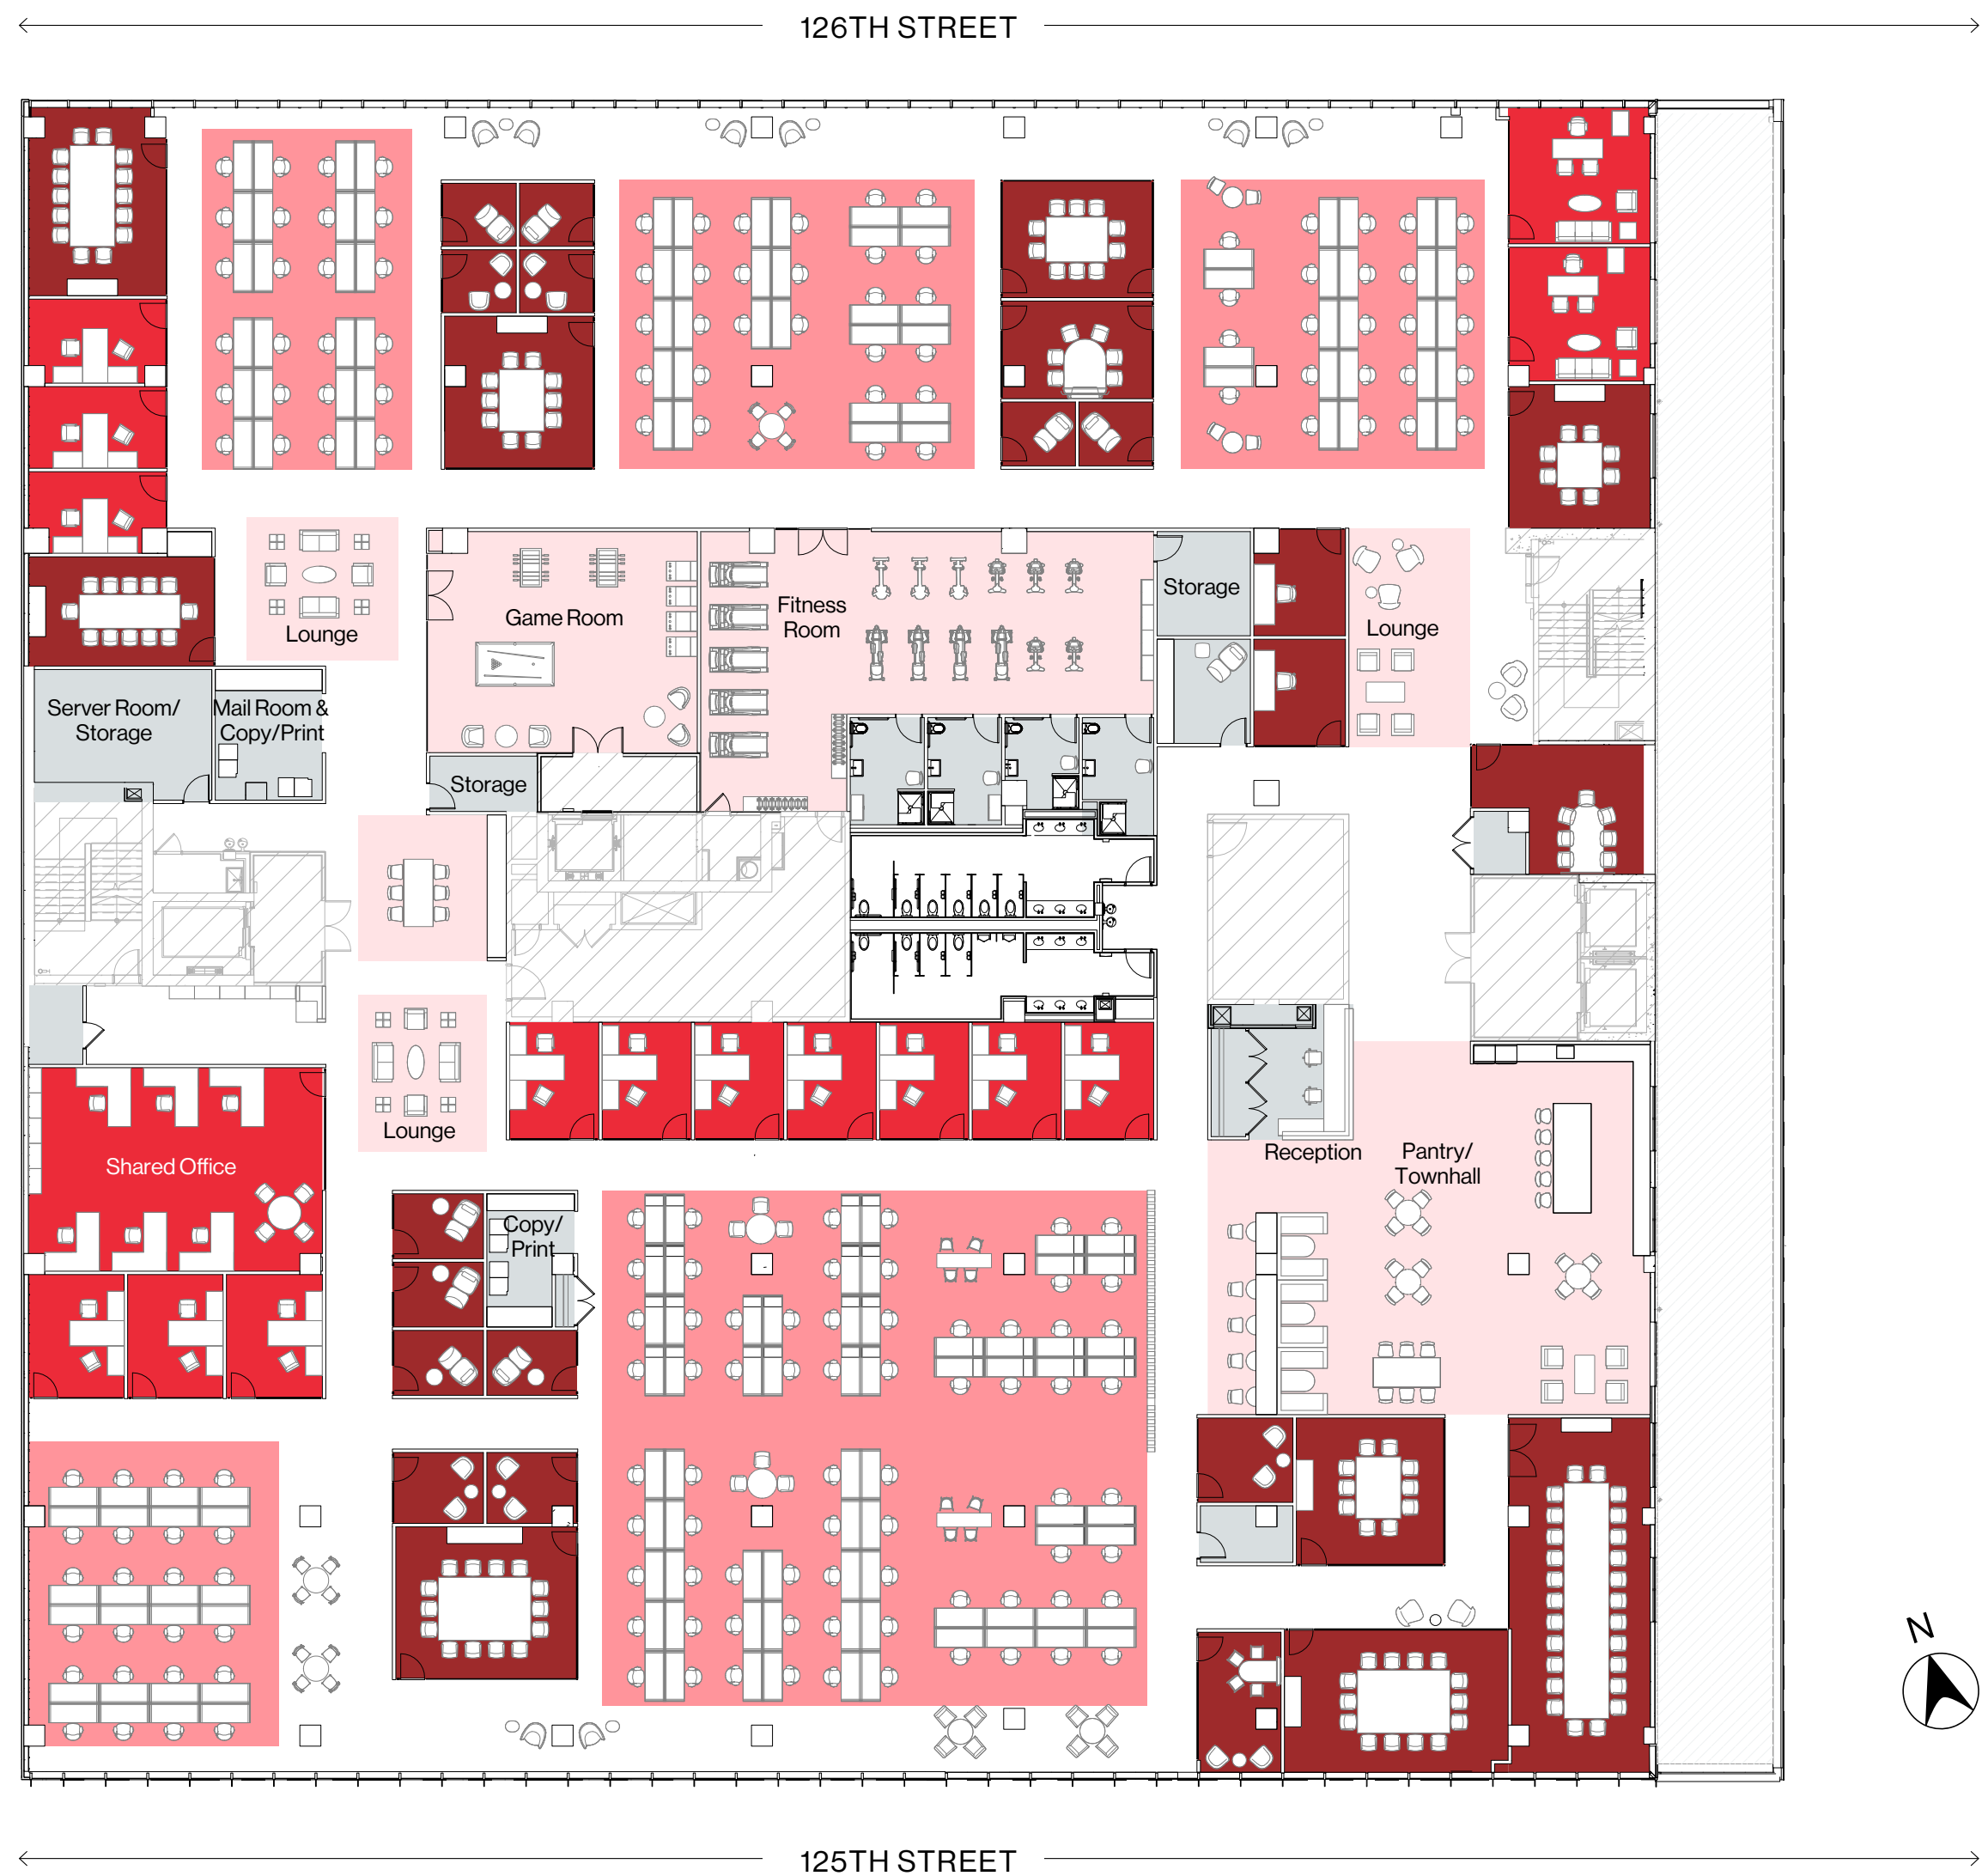 126TH STREET
Game Room
Fitness
Room
Storage
Lounge
Lounge
Server Room/
Storage
Mail Room &
Copy/Print
Storage
Lounge
Shared Office
Reception
Pantry/
Townhall
Copy/
Print
N
125TH STREET